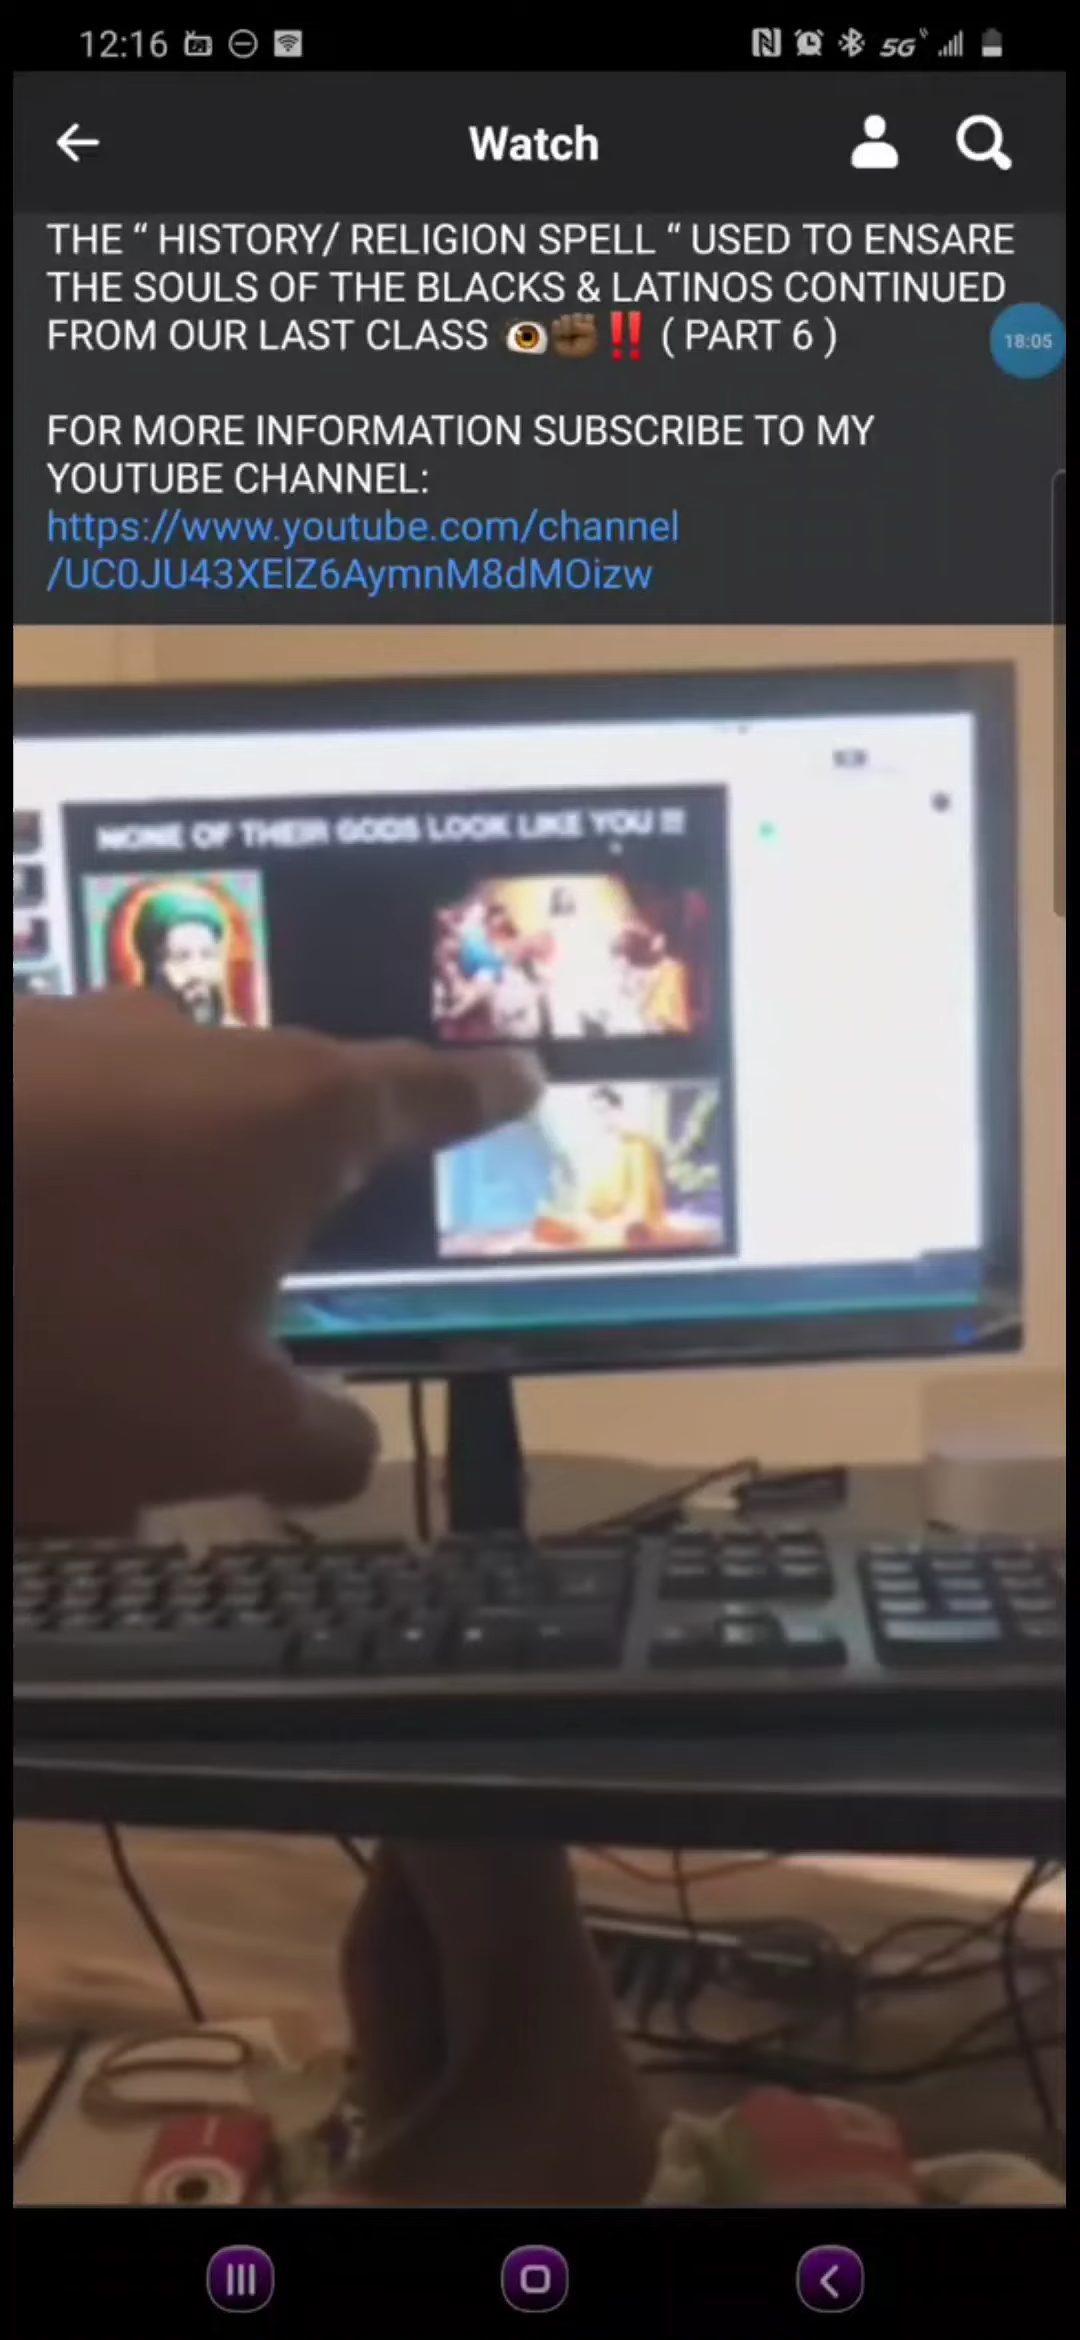 12:16
5G
Watch
THE “ HISTORY/ RELIGION SPELL “ USED TO ENSARE
THE SOULS OF THE BLACKS & LATINOS CONTINUED
FROM OUR LAST CLASS 👁️✊🏾‼️ ( PART 6 )
18:05
FOR MORE INFORMATION SUBSCRIBE TO MY
YOUTUBE CHANNEL:
https://www.youtube.com/channel
/UC0JU43XElZ6AymnM8dMOizw
NONE OF THEIR GODS LOOK LIKE YOU !!!